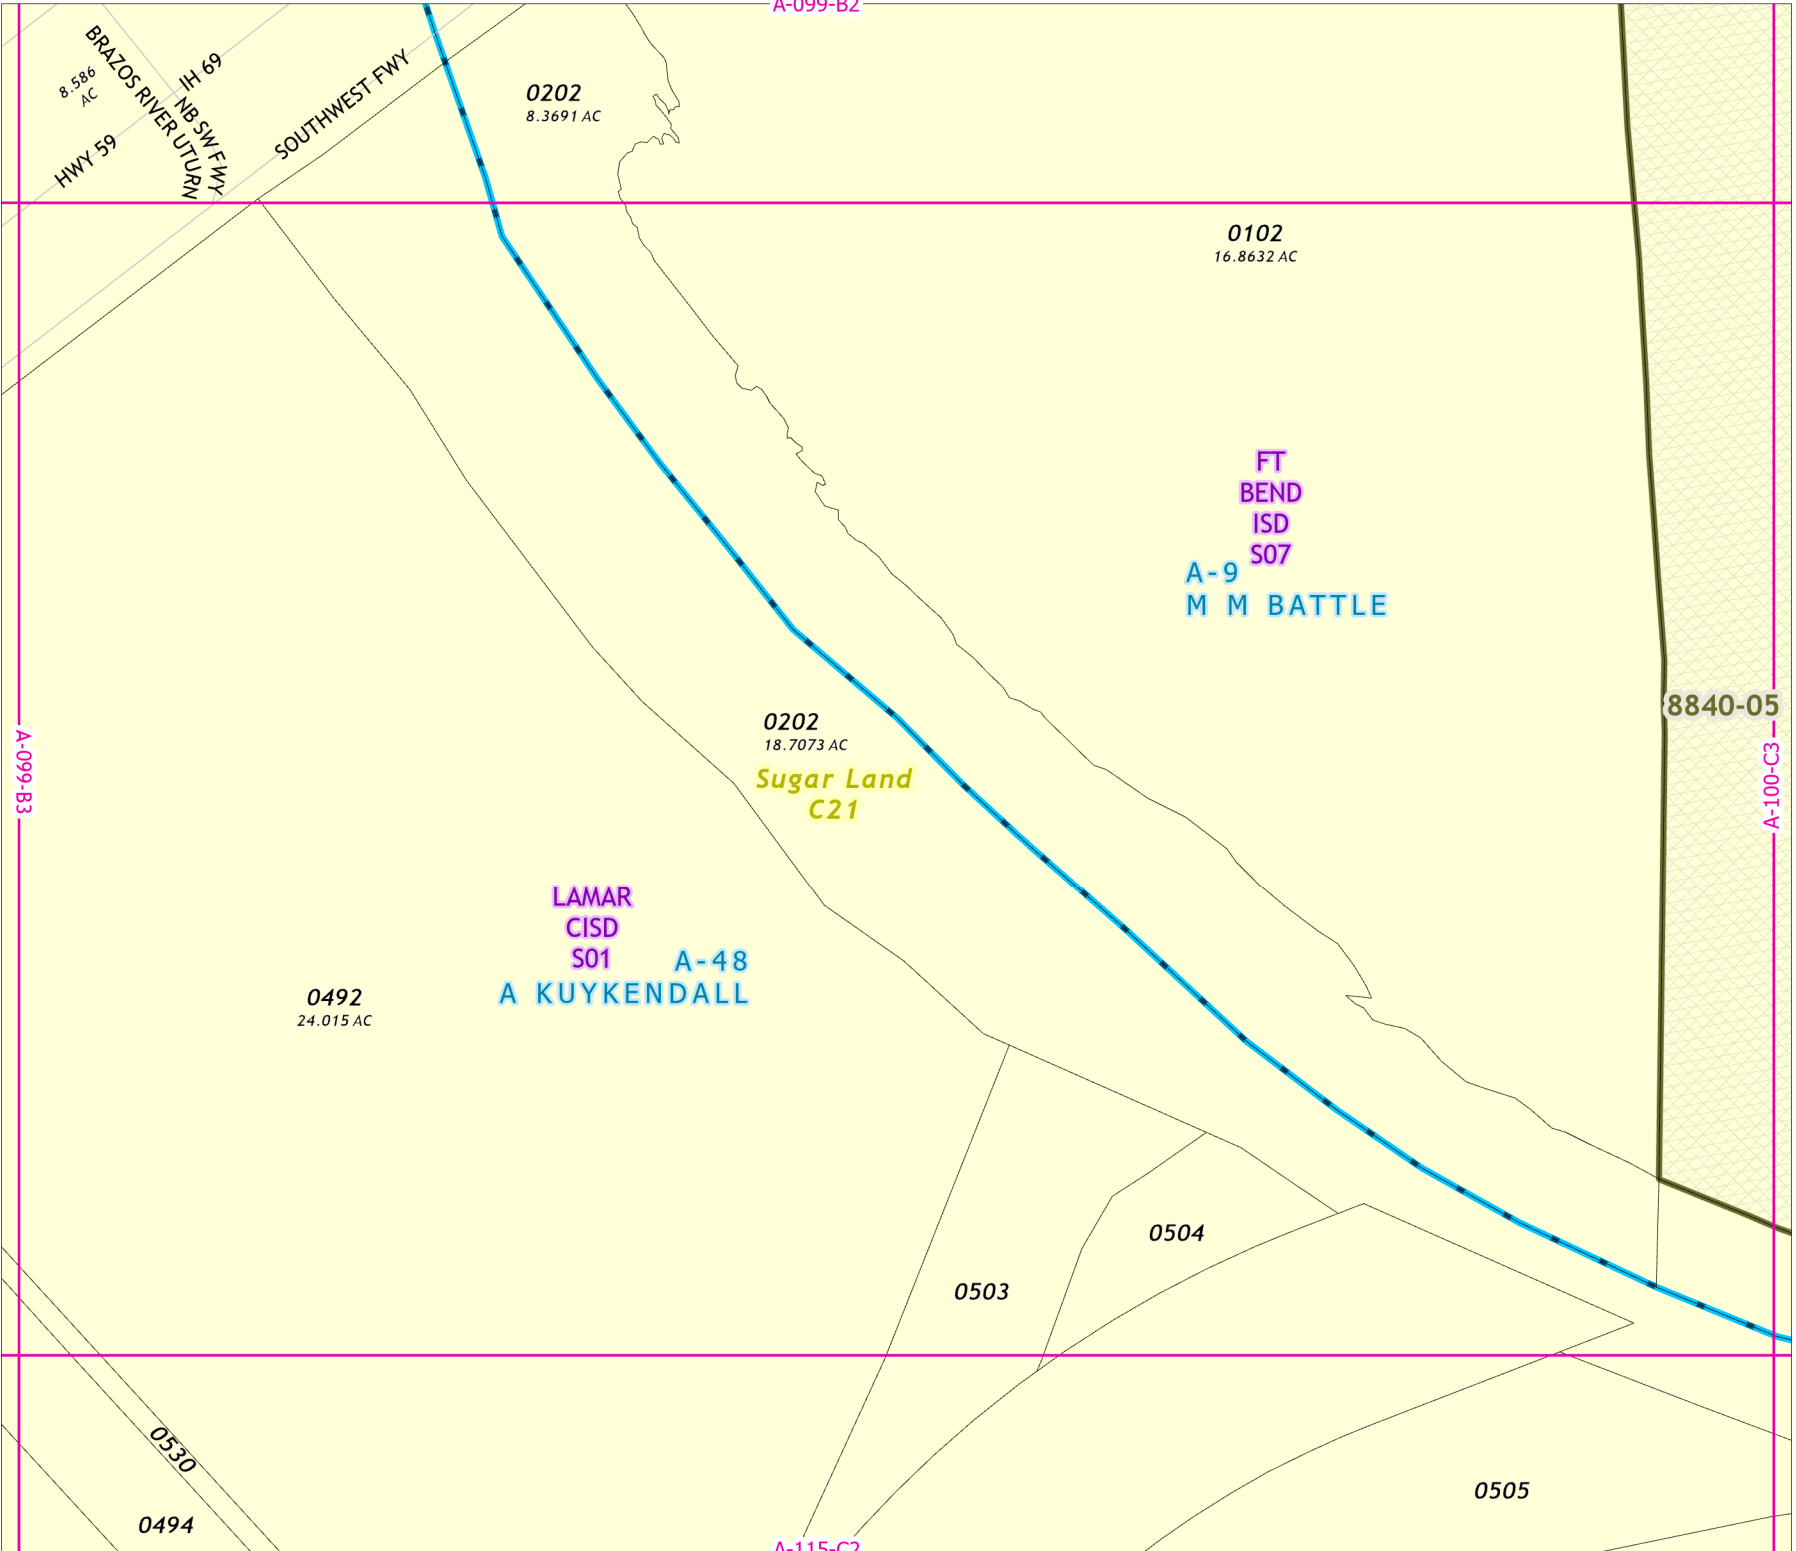 A-099-B2
BRAZOS RIVER UTURN
8.586
AC
IH 69
NB SW FWY
HWY 59
SOUTHWEST FWY
0202
8.3691 AC
0102
16.8632 AC
FT
BEND
ISD
S07
A-9
M M BATTLE
8840-05
A-099-B3
A-100-C3
0202
18.7073 AC
Sugar Land
C21
LAMAR
CISD
S01
A-48
A KUYKENDALL
0492
24.015 AC
0504
0503
0530
0494
0505
A-115-C2